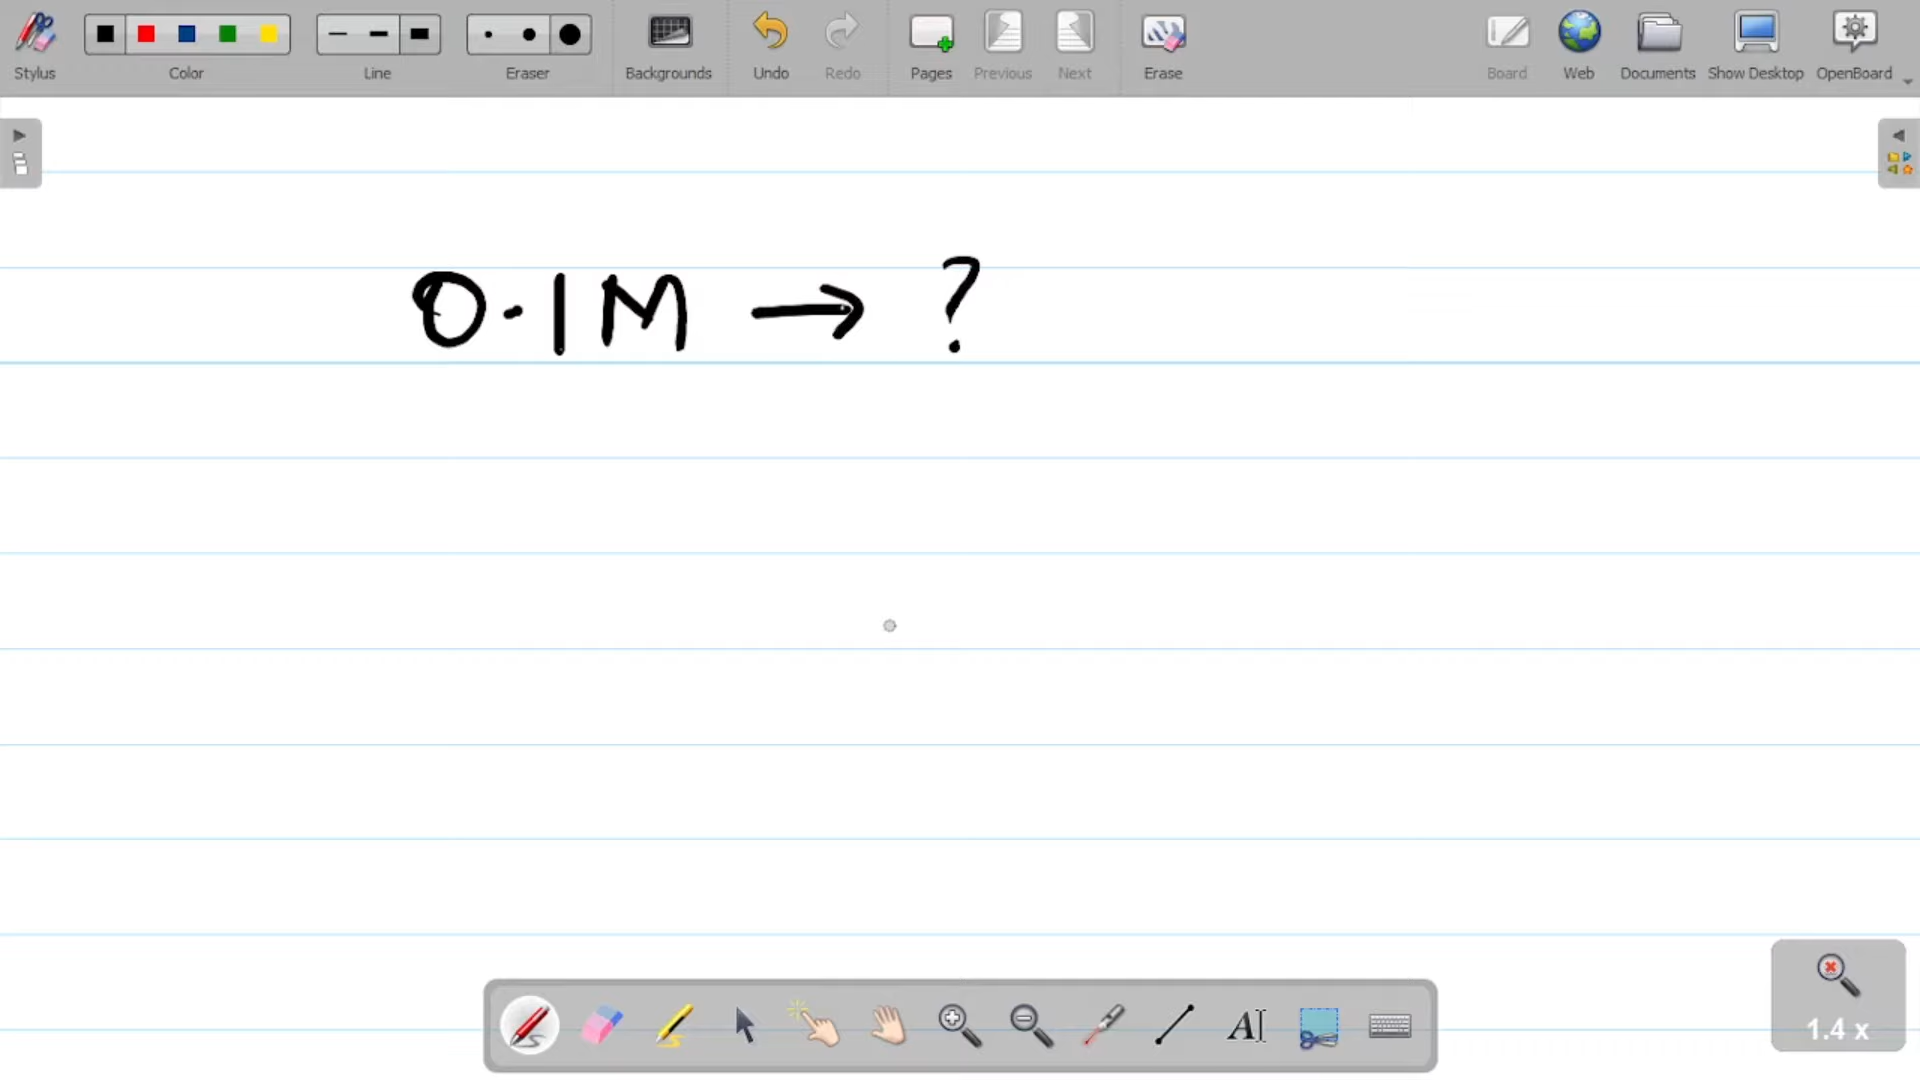 Stylus Color Line Eraser Backgrounds Undo Redo Pages Previous Next Erase Board Web Documents Show Desktop OpenBoard
0.1M → ?
1.4 x